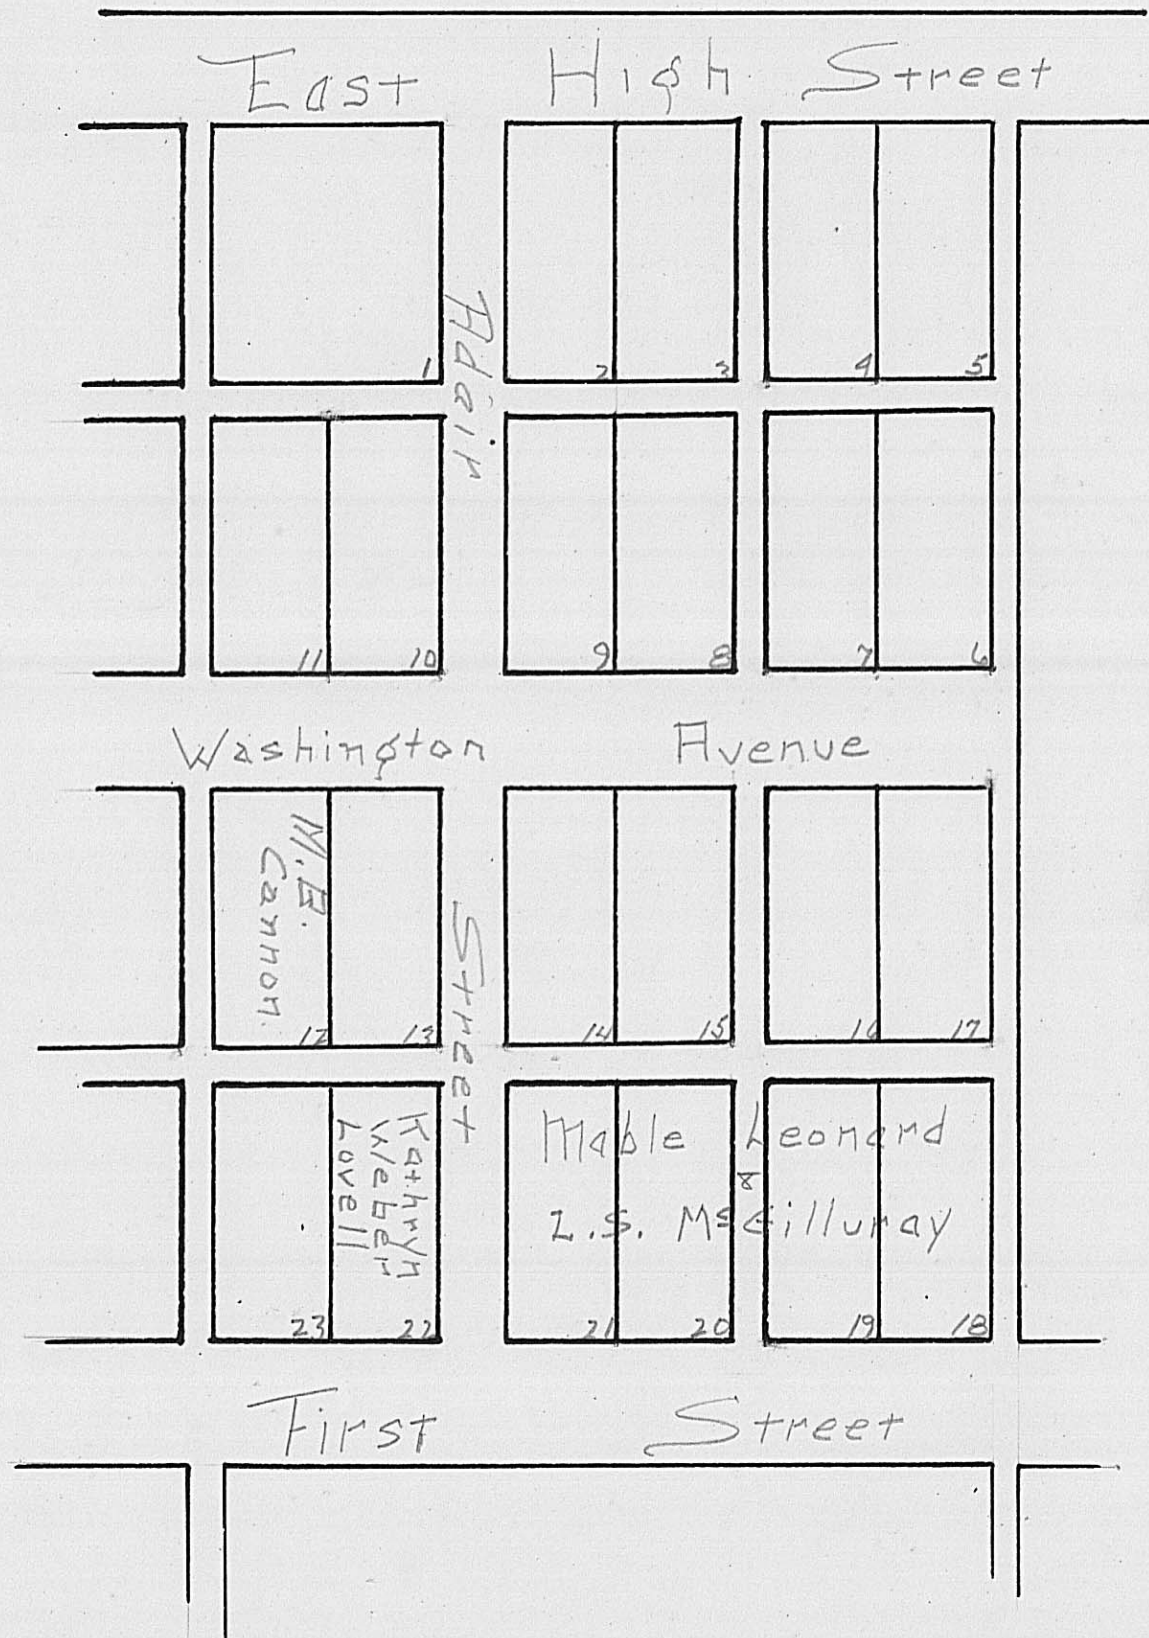 East High Street
1 2 3 4 5
Adair
11 10 9 8 7 6
Washington Avenue
M.B.
Cannon
12 13 14 15 16 17
Street
Kathryn
Weber
Lovell
Mable Leonard
&
L.S. McGilluray
23 22 21 20 19 18
First Street